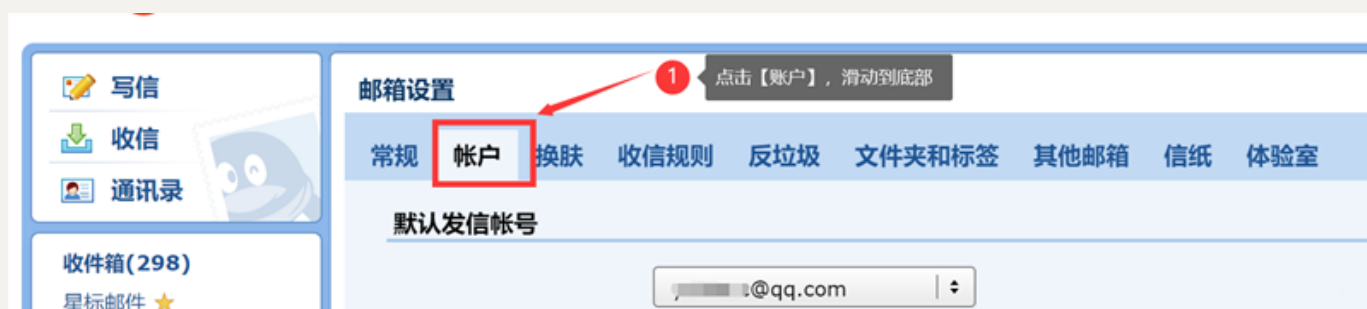 写信
收信
通讯录
收件箱(298)
星标邮件
邮箱设置
1 点击【账户】，滑动到底部
常规 帐户 换肤 收信规则 反垃圾 文件夹和标签 其他邮箱 信纸 体验室
默认发信帐号
@qq.com